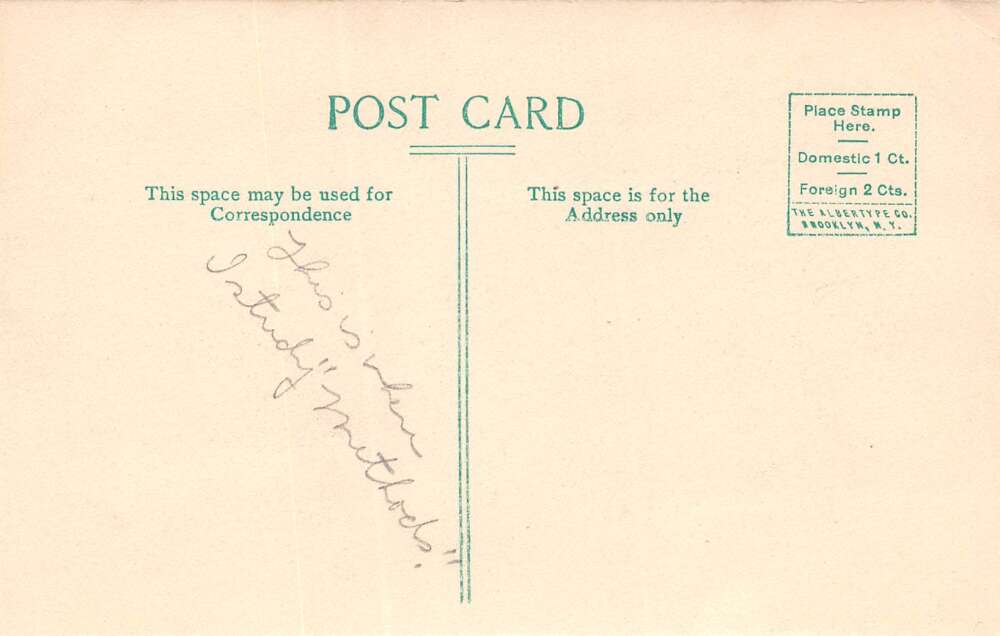 POST CARD
This space may be used for
Correspondence
This is where
I study "methods."
This space is for the
Address only
Place Stamp
Here.
Domestic 1 Ct.
Foreign 2 Cts.
THE ALBERTYPE CO.
BROOKLYN, N. Y.